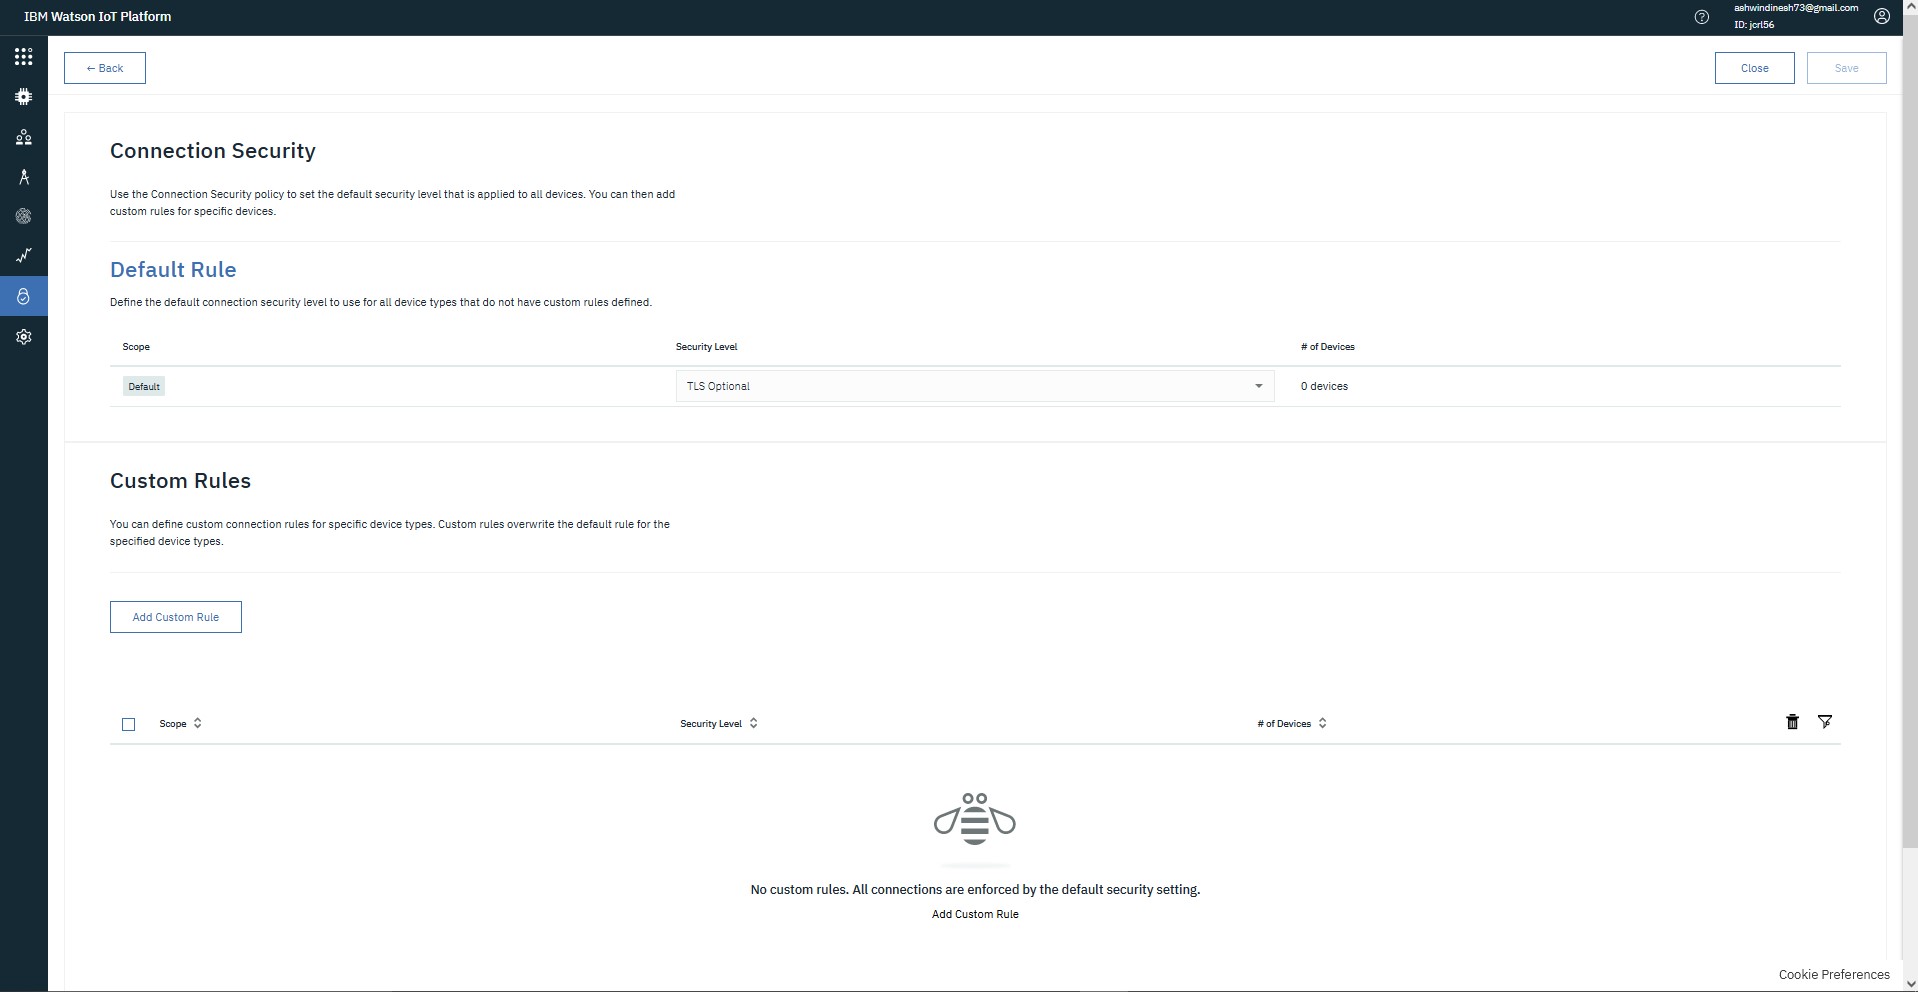 IBM Watson IoT Platform
ashwindinesh73@gmail.com
ID: jcrl56
← Back
Close
Save
Connection Security
Use the Connection Security policy to set the default security level that is applied to all devices. You can then add
custom rules for specific devices.
Default Rule
Define the default connection security level to use for all device types that do not have custom rules defined.
Scope
Security Level
# of Devices
Default
TLS Optional
0 devices
Custom Rules
You can define custom connection rules for specific device types. Custom rules overwrite the default rule for the
specified device types.
Add Custom Rule
Scope
Security Level
# of Devices
No custom rules. All connections are enforced by the default security setting.
Add Custom Rule
Cookie Preferences